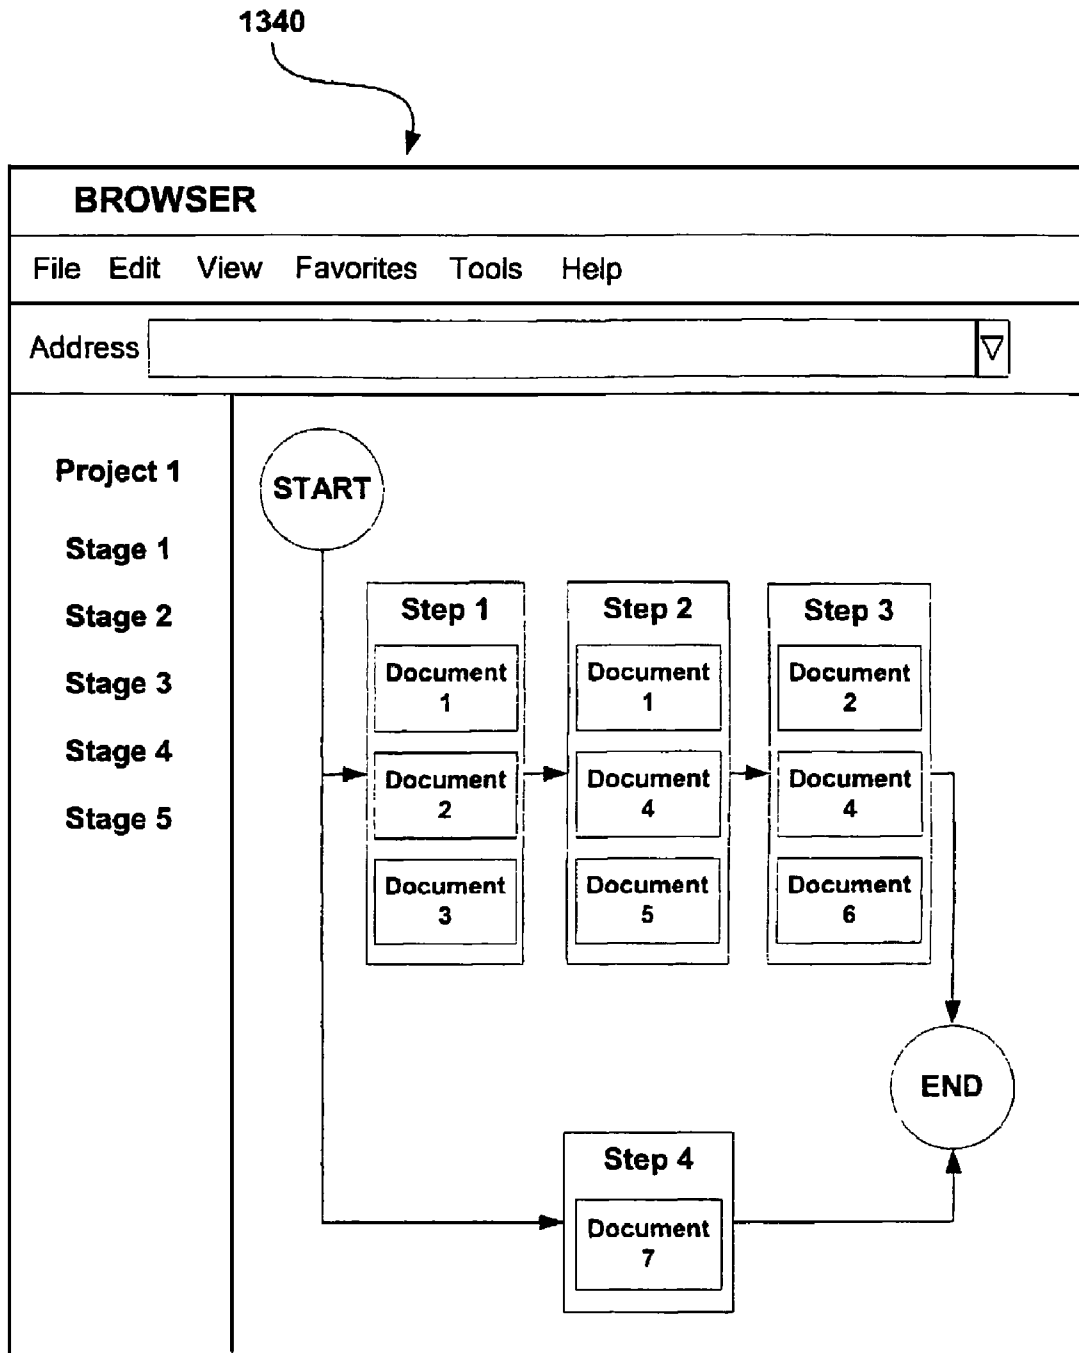 1340
BROWSER
File Edit View Favorites Tools Help
Address
Project 1
Stage 1
Stage 2
Stage 3
Stage 4
Stage 5
START
Step 1
Document
1
Document
2
Document
3
Step 2
Document
1
Document
4
Document
5
Step 3
Document
2
Document
4
Document
6
END
Step 4
Document
7